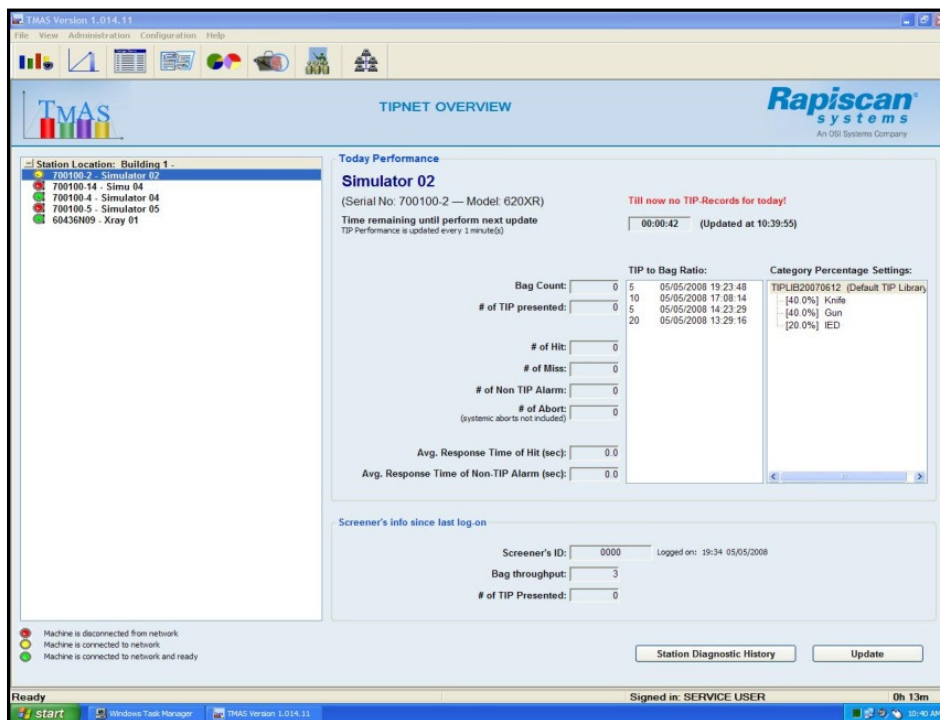 TMAS Version 1.014.11
File View Administration Configuration Help
TMAS
TIPNET OVERVIEW
Rapiscan
systems
An OSI Systems Company
Station Location: Building 1 -
700100-2 - Simulator 02
700100-14 - Simu 04
700100-4 - Simulator 04
700100-5 - Simulator 05
60436N09 - Xray 01
Today Performance
Simulator 02
(Serial No: 700100-2 — Model: 620XR)
Till now no TIP-Records for today!
Time remaining until perform next update
TIP Performance is updated every 1 minute(s)
00:00:42 (Updated at 10:39:55)
TIP to Bag Ratio:
5 05/05/2008 19:23:48
10 05/05/2008 17:08:14
5 05/05/2008 14:23:29
20 05/05/2008 13:29:16
Category Percentage Settings:
TIPLIB20070612 (Default TIP Library
[40.0%] Knife
[40.0%] Gun
[20.0%] IED
Bag Count: 0
# of TIP presented: 0
# of Hit: 0
# of Miss: 0
# of Non TIP Alarm: 0
# of Abort: 0
(systemic aborts not included)
Avg. Response Time of Hit (sec): 0.0
Avg. Response Time of Non-TIP Alarm (sec): 0.0
Screener's info since last log-on
Screener's ID: 0000 Logged on: 19:34 05/05/2008
Bag throughput: 3
# of TIP Presented: 0
Machine is disconnected from network
Machine is connected to network
Machine is connected to network and ready
Station Diagnostic History
Update
Ready
Signed in: SERVICE USER
0h 13m
start
Windows Task Manager
TMAS Version 1.014.11
10:40 AM